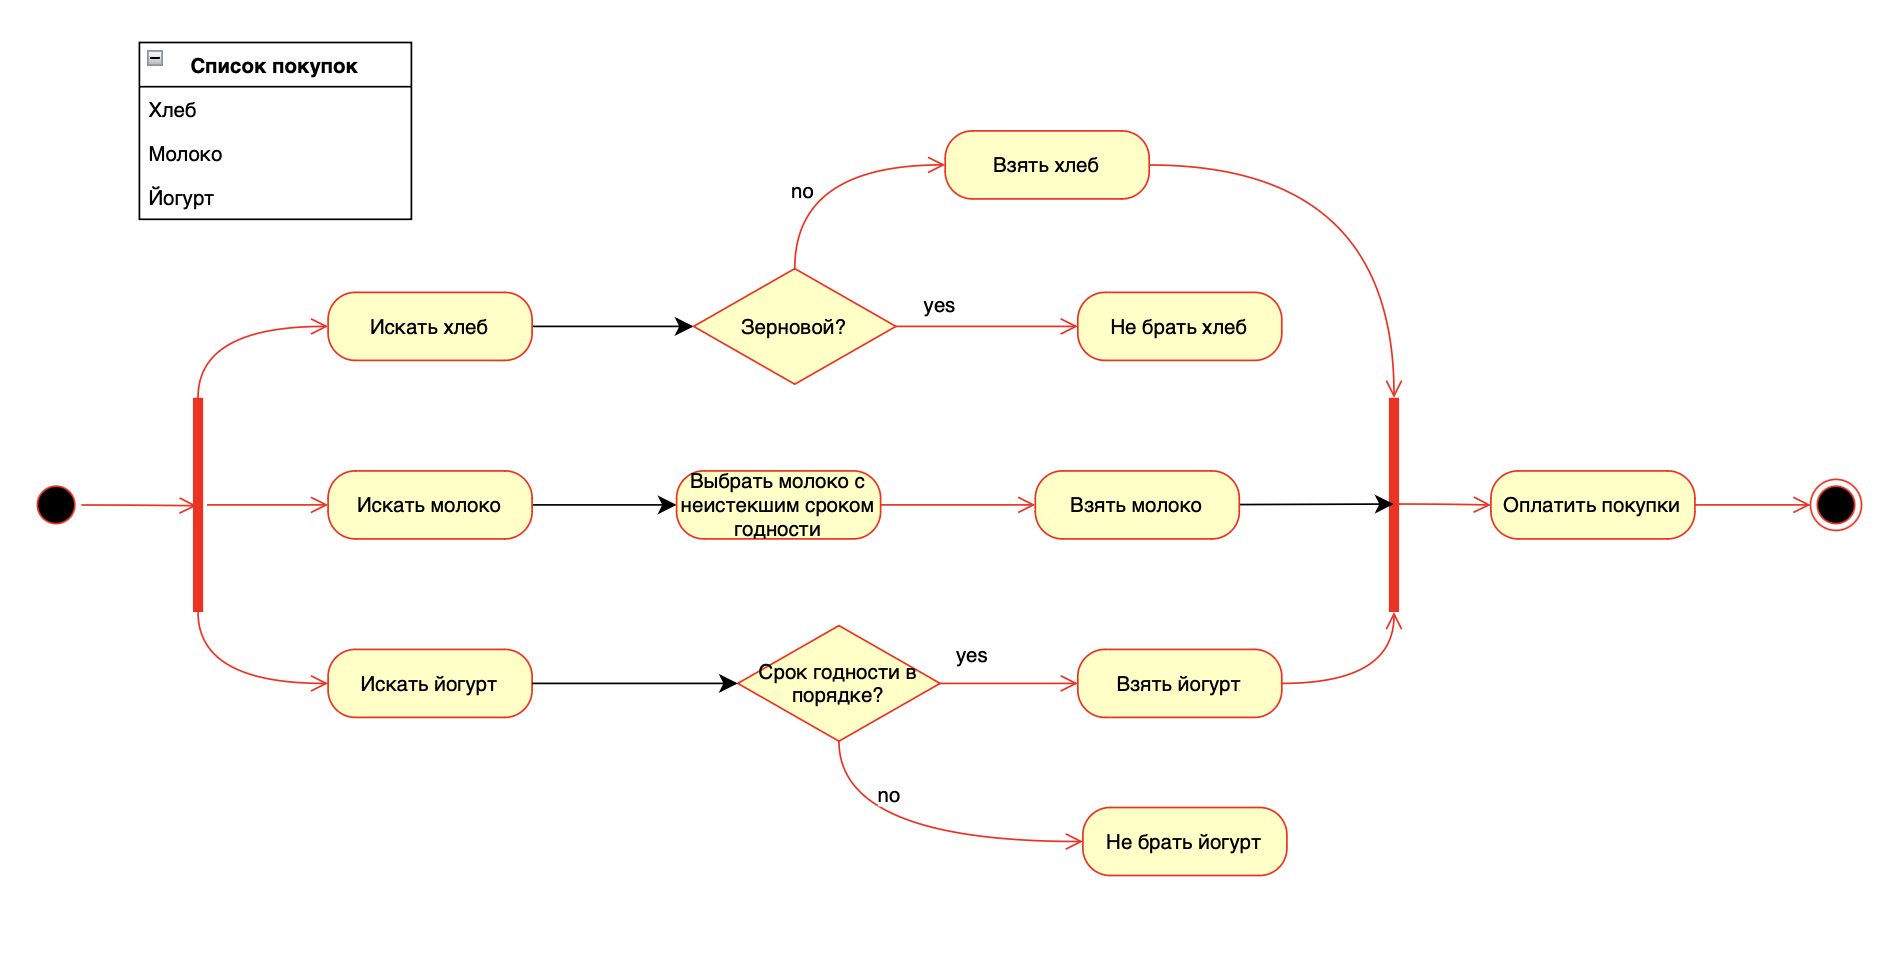 Список покупок
Хлеб
Молоко
Йогурт
Взять хлеб
no
yes
Искать хлеб
Зерновой?
Не брать хлеб
Искать молоко
Выбрать молоко с
неистекшим сроком
годности
Взять молоко
Оплатить покупки
Искать йогурт
Срок годности в
порядке?
yes
Взять йогурт
no
Не брать йогурт